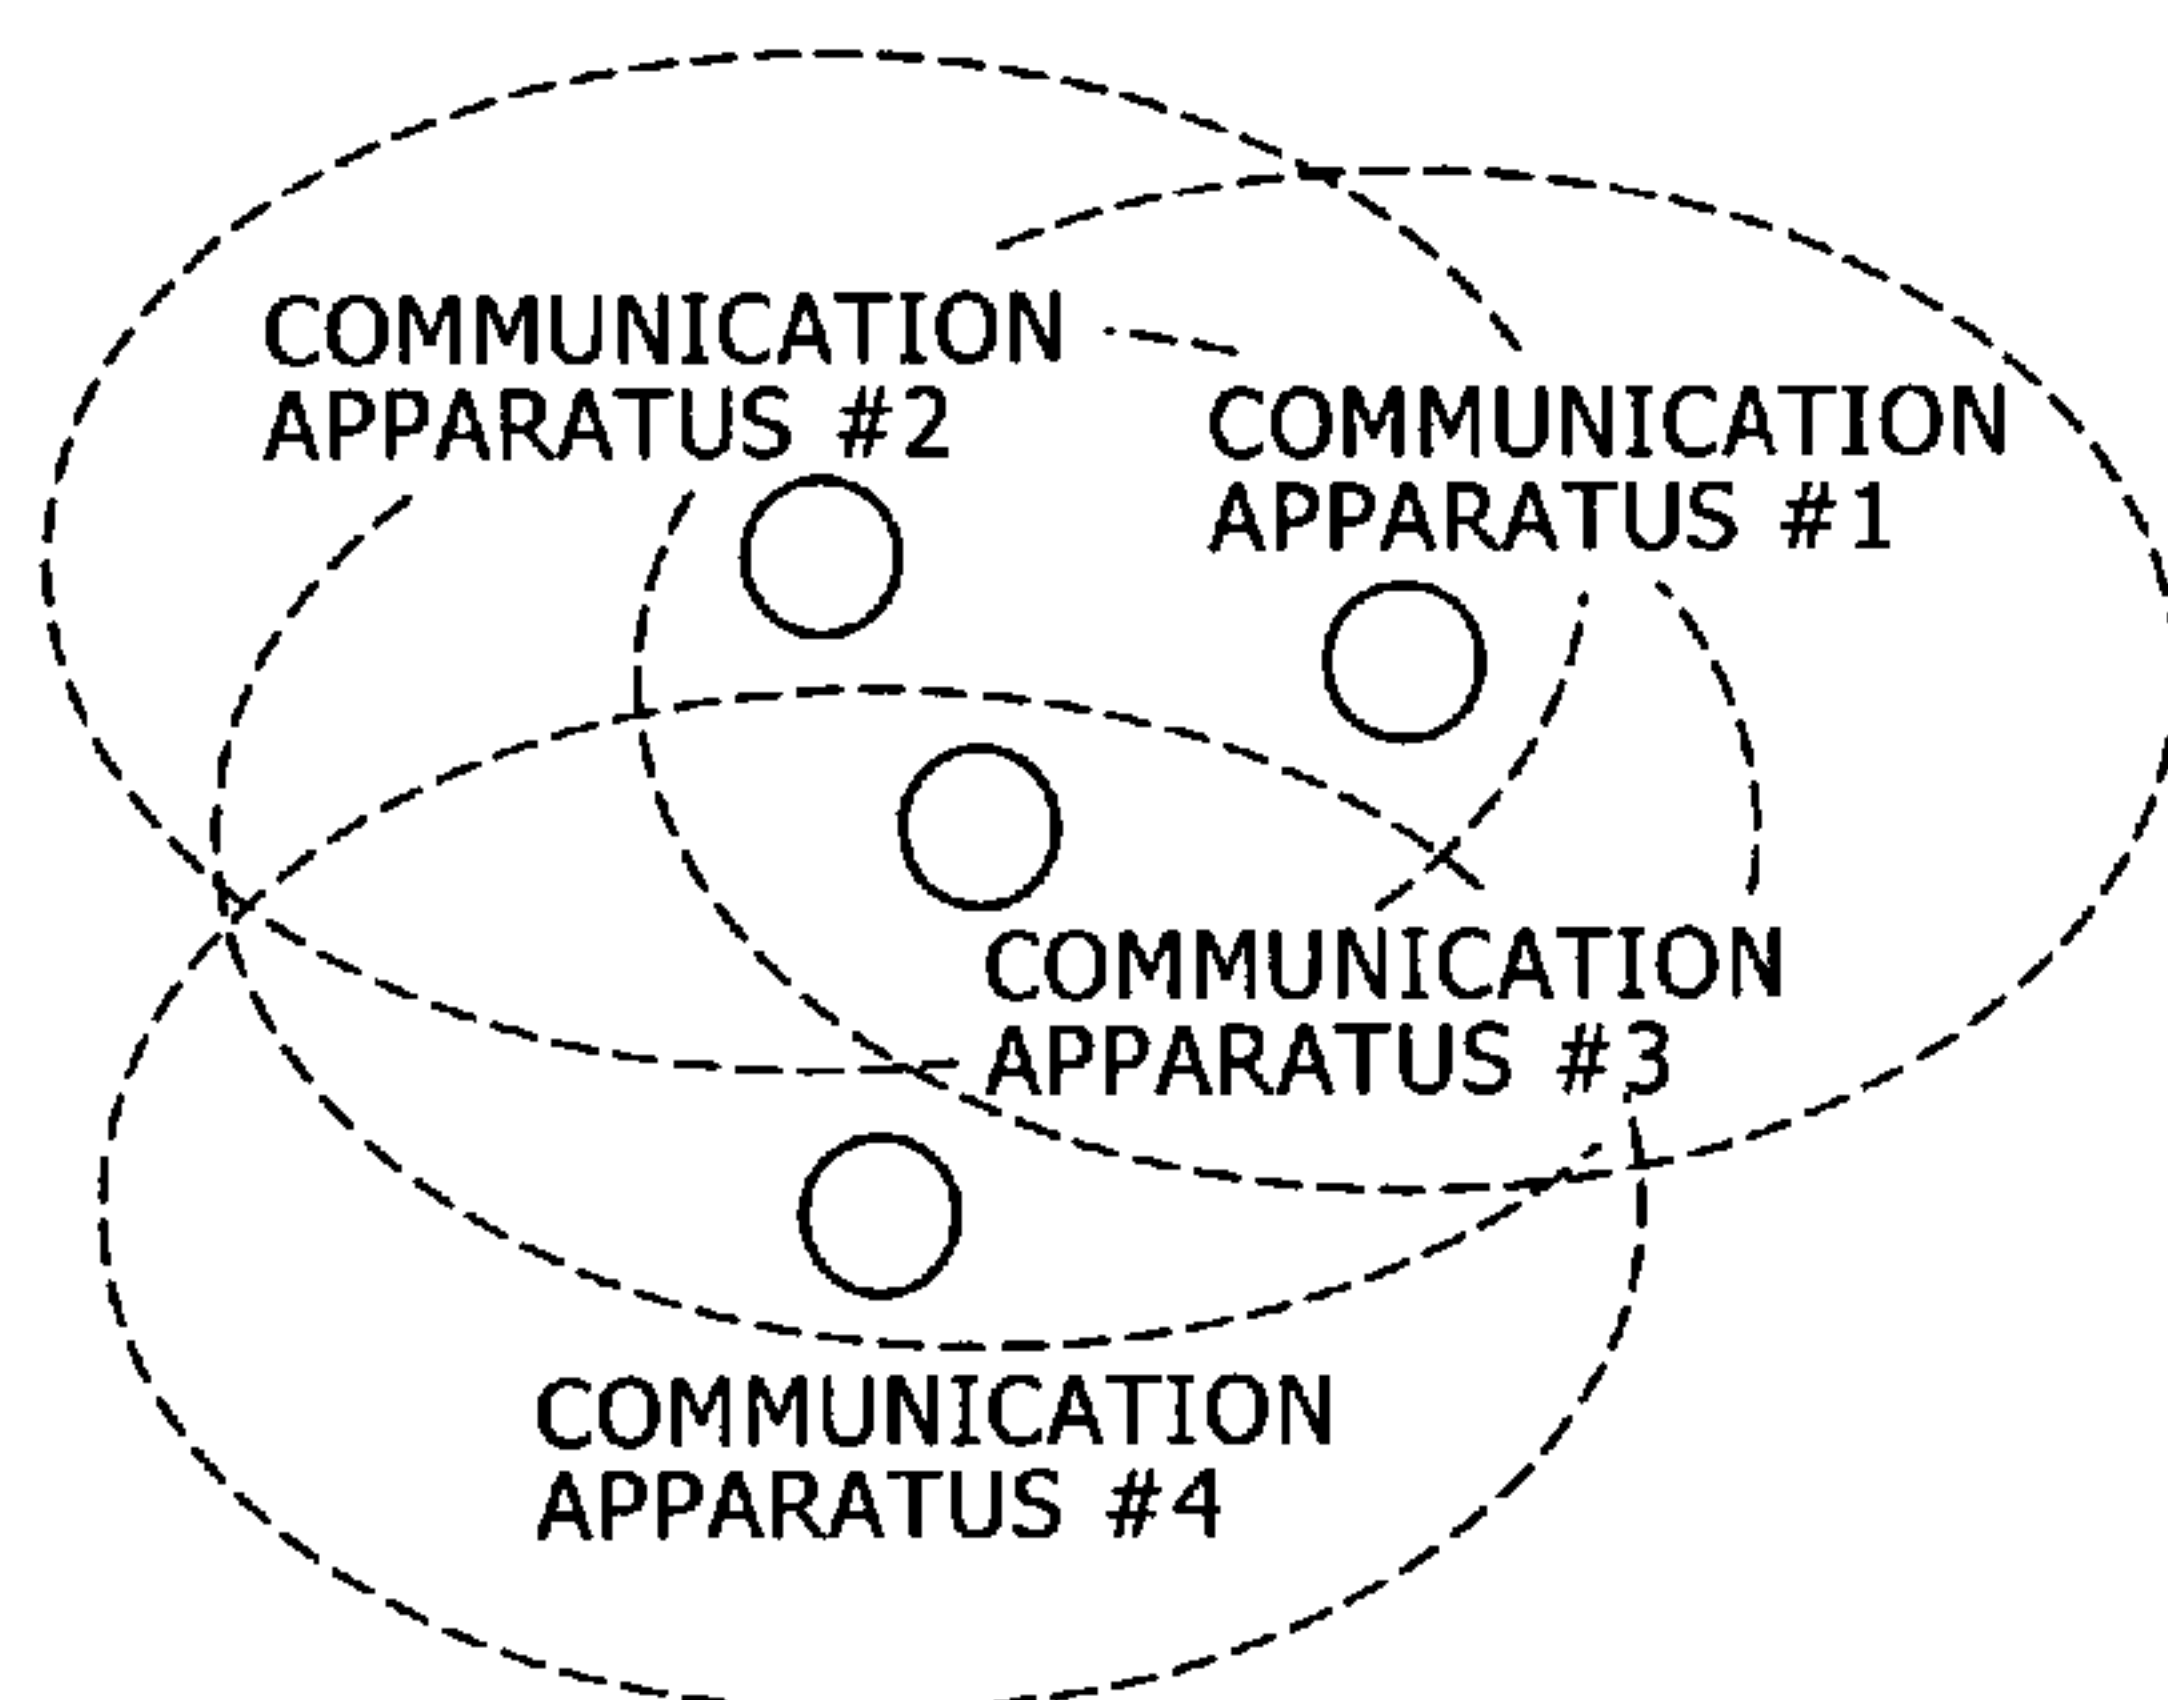 COMMUNICATION
APPARATUS #2
COMMUNICATION
APPARATUS #1
COMMUNICATION
APPARATUS #3
COMMUNICATION
APPARATUS #4